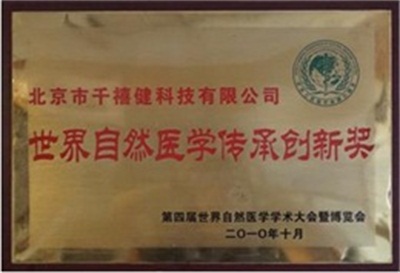 北京市千禧健科技有限公司
世界自然医学传承创新奖
第四届世界自然医学学术大会暨博览会
二〇一〇年十月